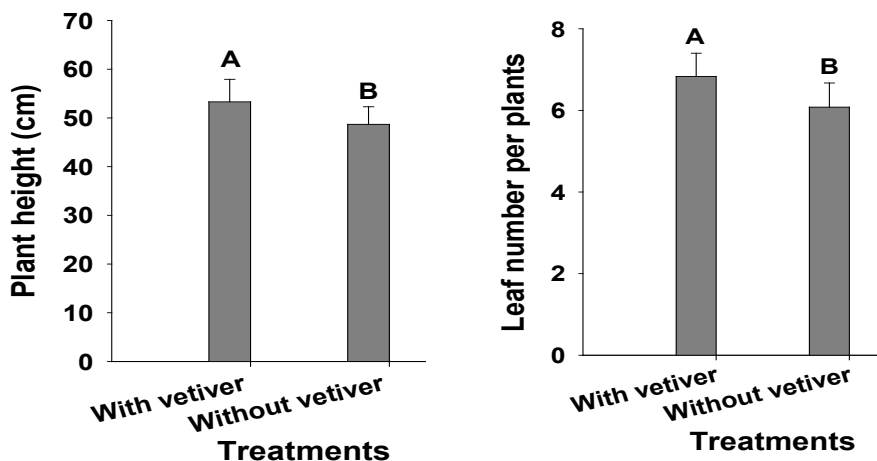 Plant height (cm)
70
60
50
40
30
20
10
0
A
B
With vetiver
Without vetiver
Treatments
Leaf number per plants
8
6
4
2
0
A
B
With vetiver
Without vetiver
Treatments